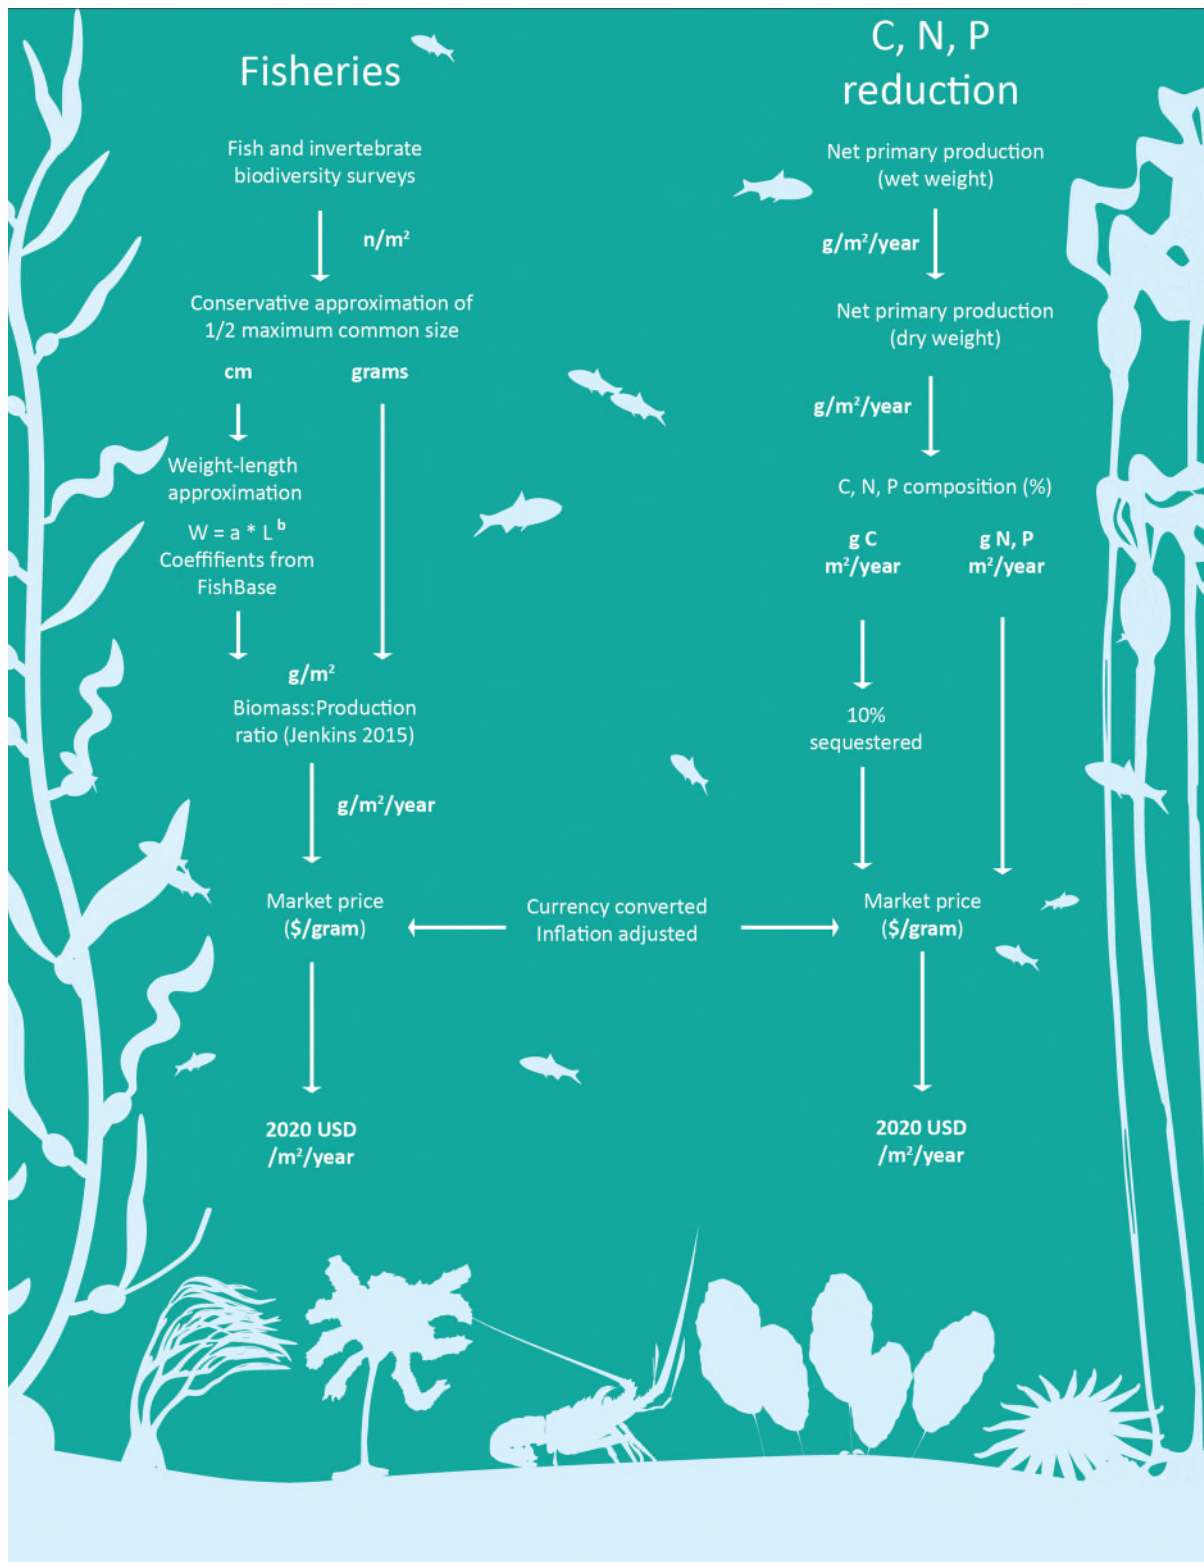 Fisheries
Fish and invertebrate
biodiversity surveys
n/m²
Conservative approximation of
1/2 maximum common size
cm grams
Weight-length
approximation
W = a * L ᵇ
Coeffifients from
FishBase
g/m²
Biomass:Production
ratio (Jenkins 2015)
g/m²/year
Market price
($/gram)
2020 USD
/m²/year
Currency converted
Inflation adjusted
C, N, P
reduction
Net primary production
(wet weight)
g/m²/year
Net primary production
(dry weight)
g/m²/year
C, N, P composition (%)
g C g N, P
m²/year m²/year
10%
sequestered
Market price
($/gram)
2020 USD
/m²/year